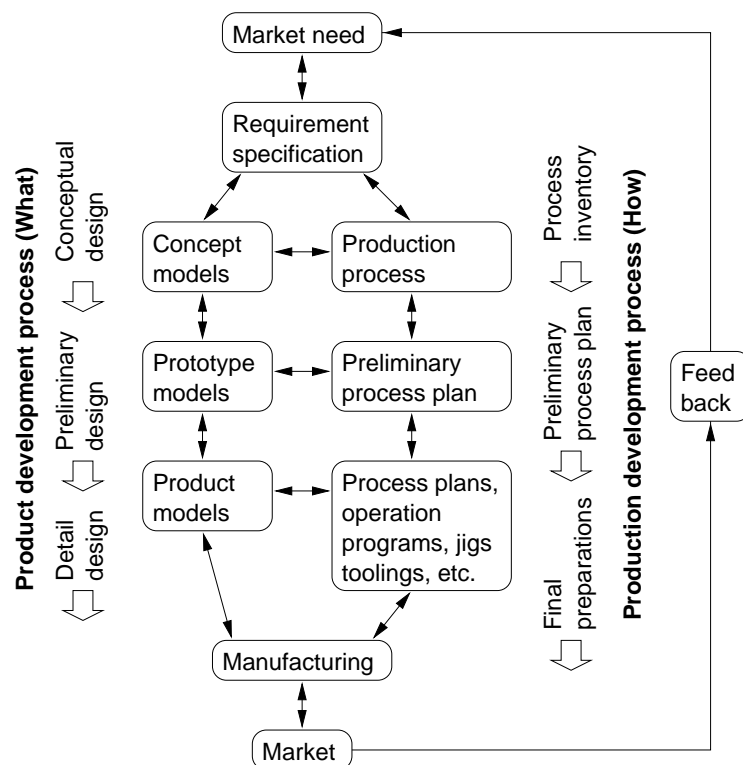 Market need
Requirement
specification
Product development process (What)
Conceptual
design
Preliminary
design
Detail
design
Concept
models
Production
process
Prototype
models
Preliminary
process plan
Product
models
Process plans,
operation
programs, jigs
toolings, etc.
Process
inventory
Preliminary
process plan
Final
preparations
Production development process (How)
Feed
back
Manufacturing
Market